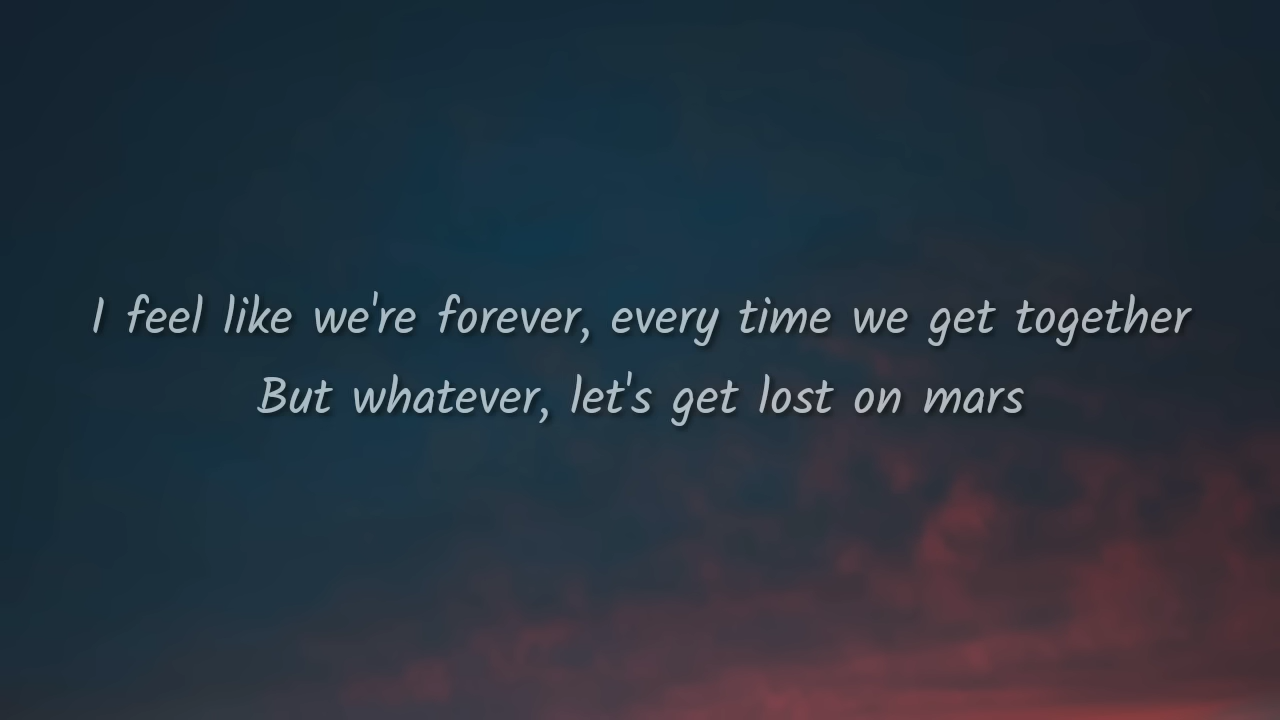 I feel like we're forever, every time we get together
But whatever, let's get lost on mars